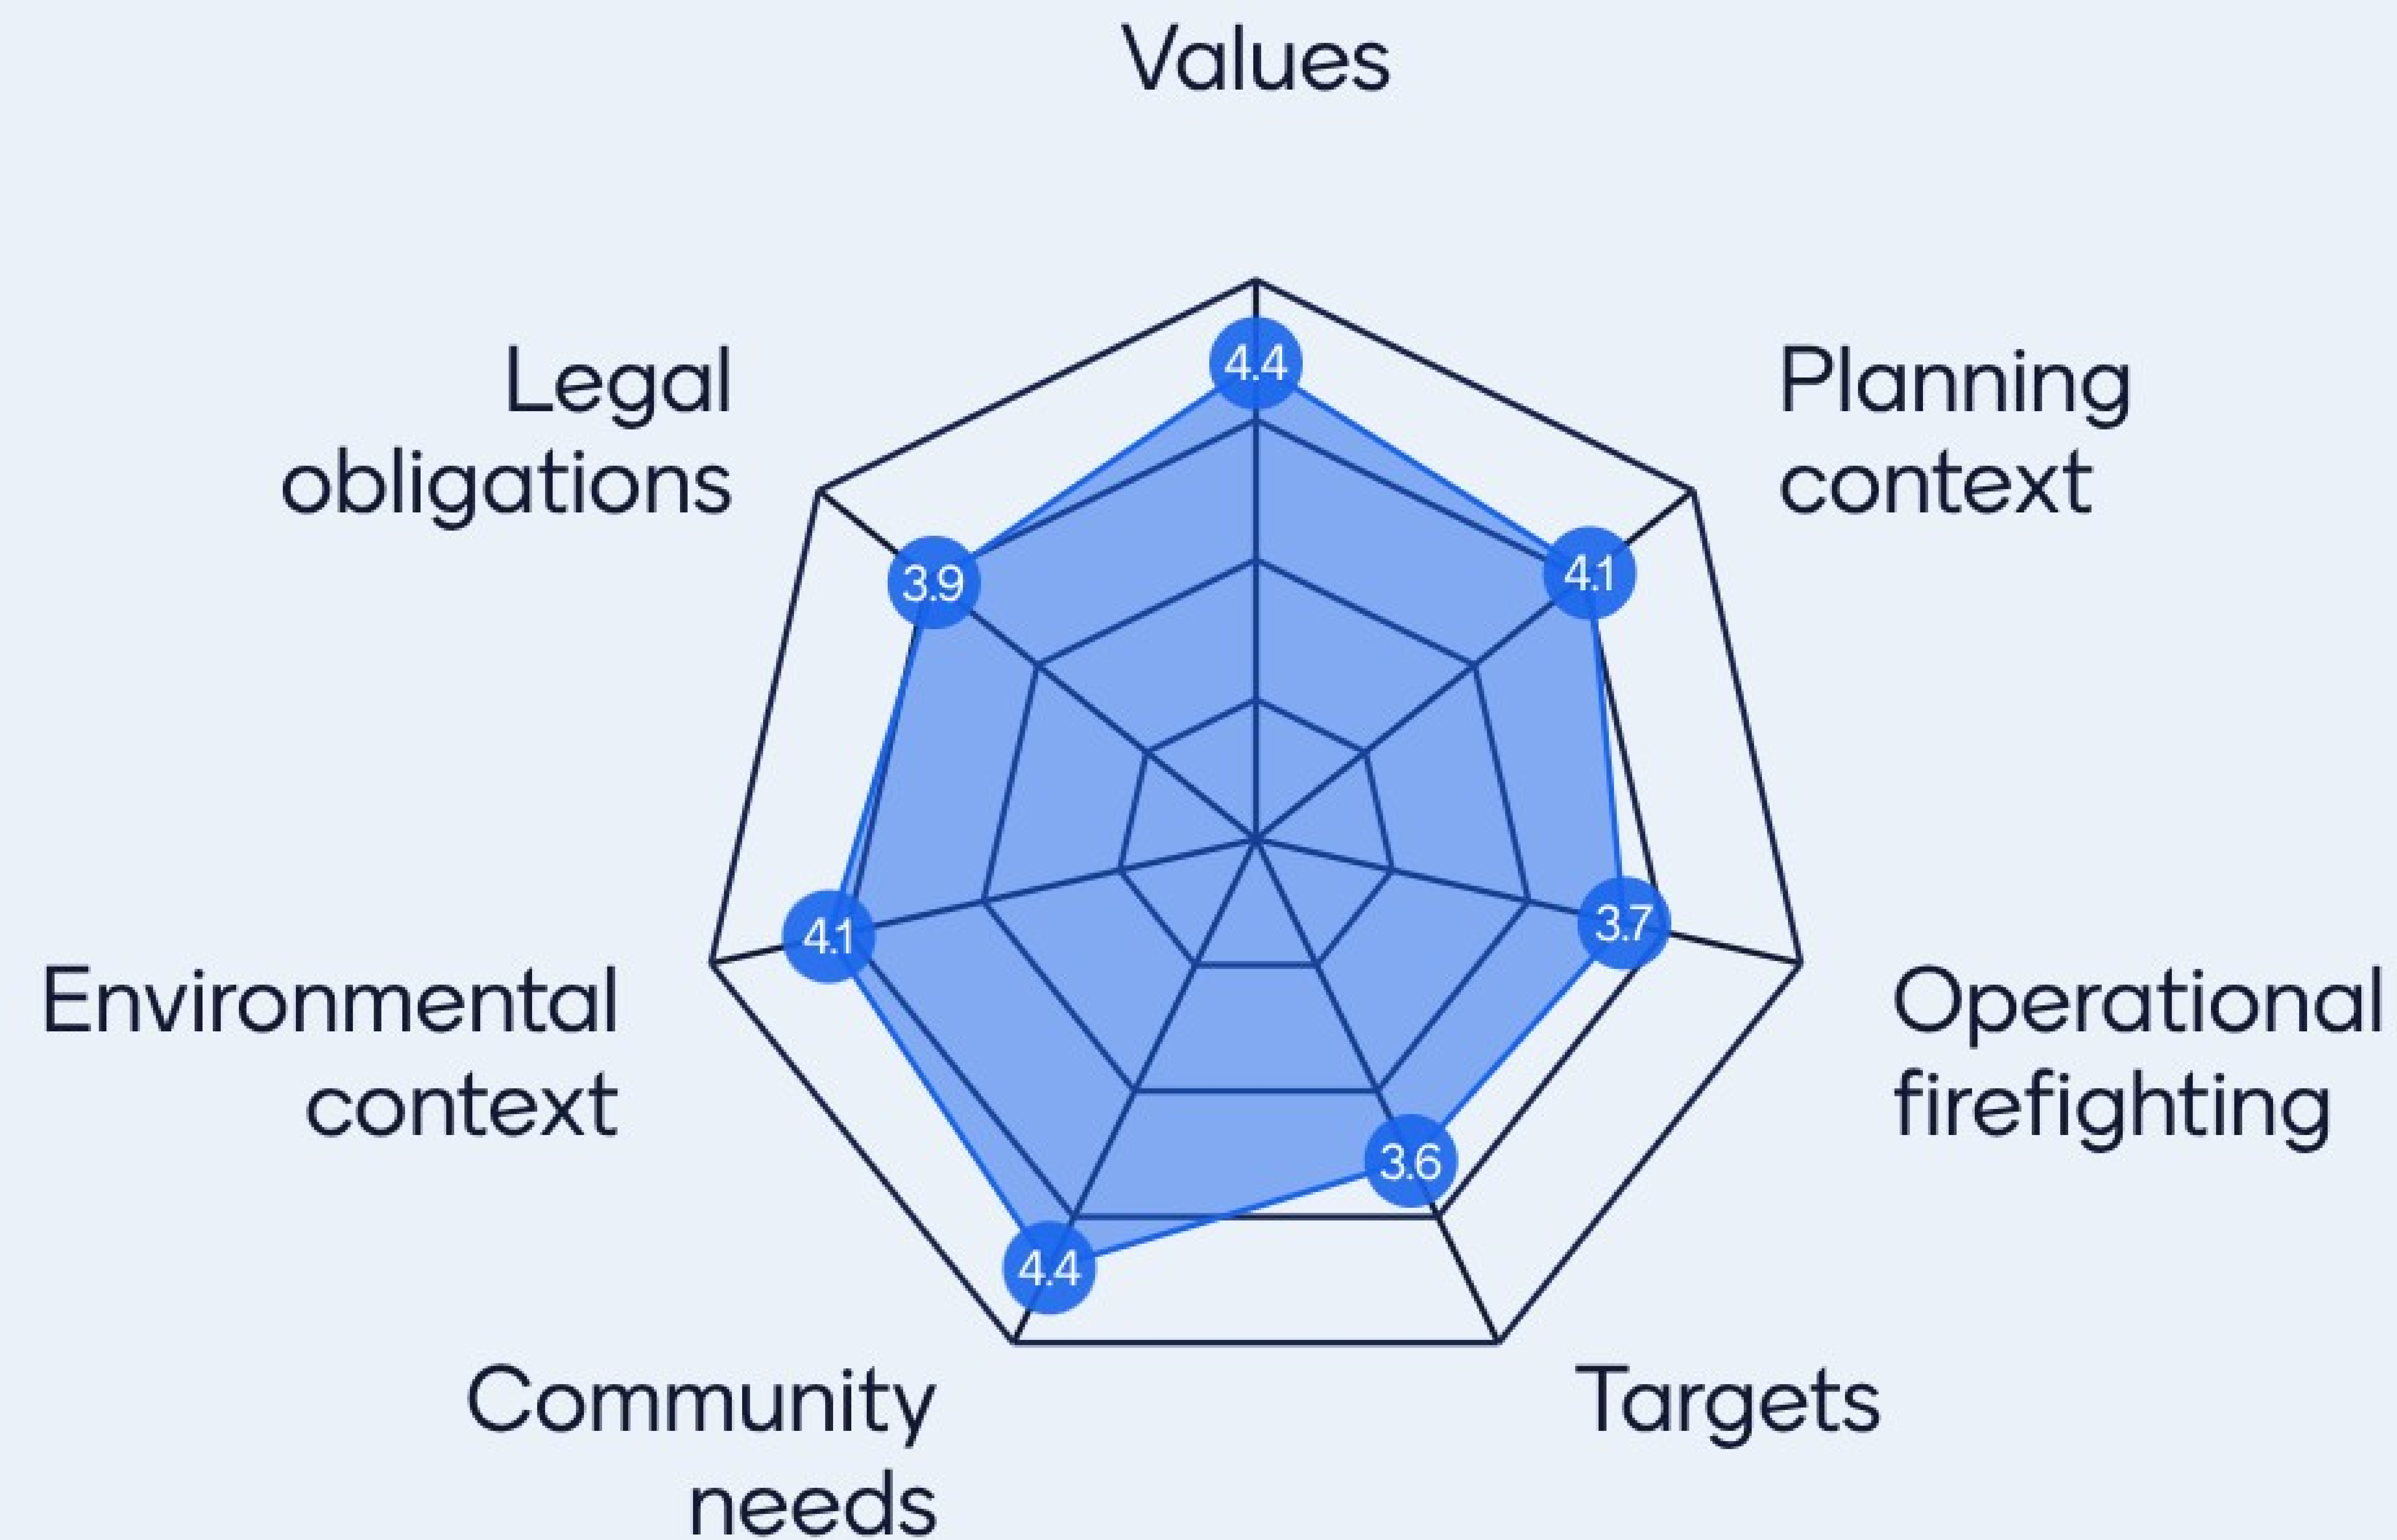 Values
Legal
obligations
Planning
context
4.4
4.1
3.9
3.7
4.1
3.6
4.4
Environmental
context
Operational
firefighting
Community
needs
Targets